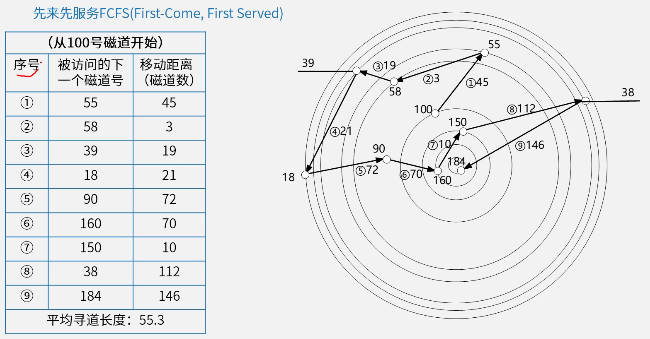 先来先服务FCFS(First-Come, First Served)
(从100号磁道开始)
序号 被访问的下一个磁道号 移动距离(磁道数)
① 55 45
② 58 3
③ 39 19
④ 18 21
⑤ 90 72
⑥ 160 70
⑦ 150 10
⑧ 38 112
⑨ 184 146
平均寻道长度：55.3
55
39
③19
②3
58
①45
38
100
⑧112
150
④21
⑦10
⑨146
90
184
18
⑤72
⑥70
160